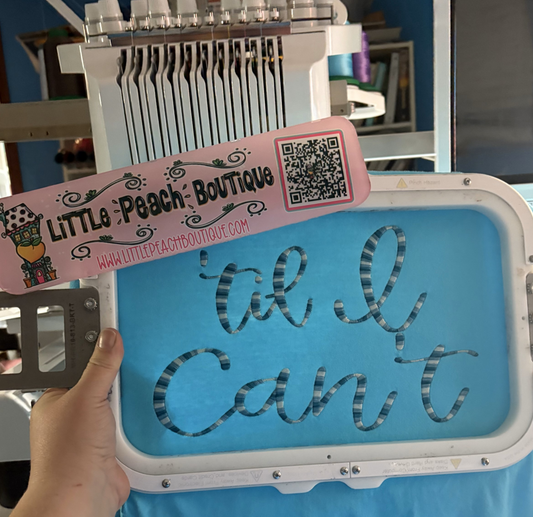 LITTLE Peach BOUTIQUE
WWW.LITTLEPEACHBOUTIQUE.COM
'til I
can't